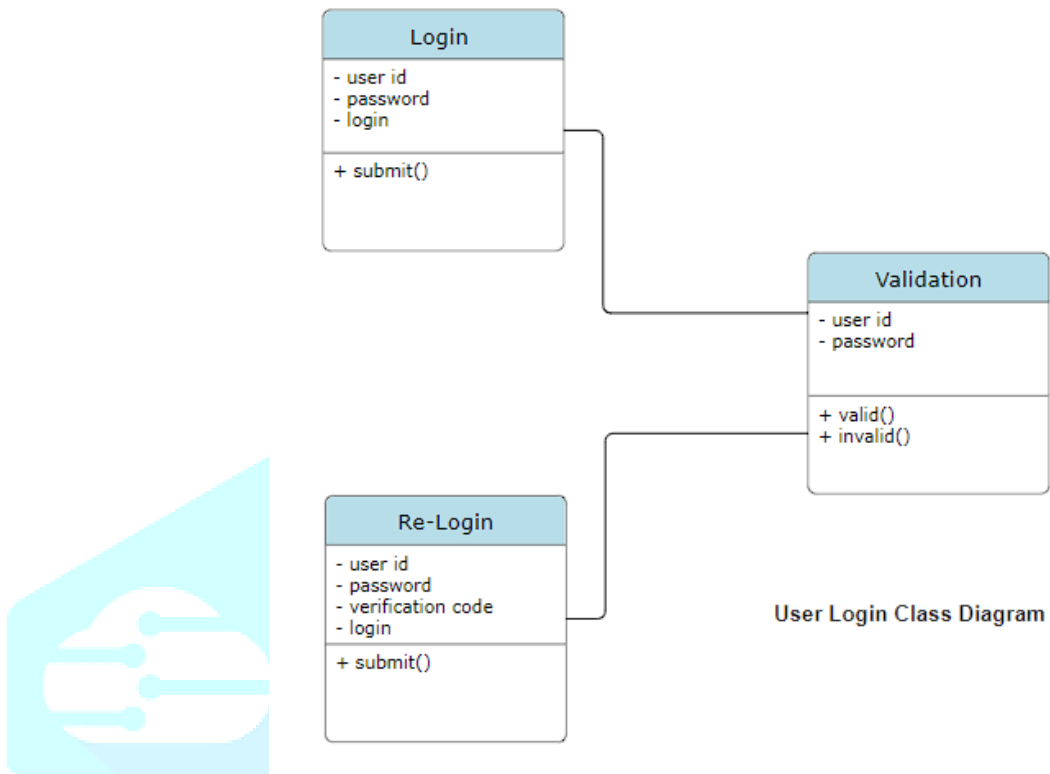 Login
- user id
- password
- login
+ submit()
Validation
- user id
- password
+ valid()
+ invalid()
Re-Login
- user id
- password
- verification code
- login
+ submit()
User Login Class Diagram